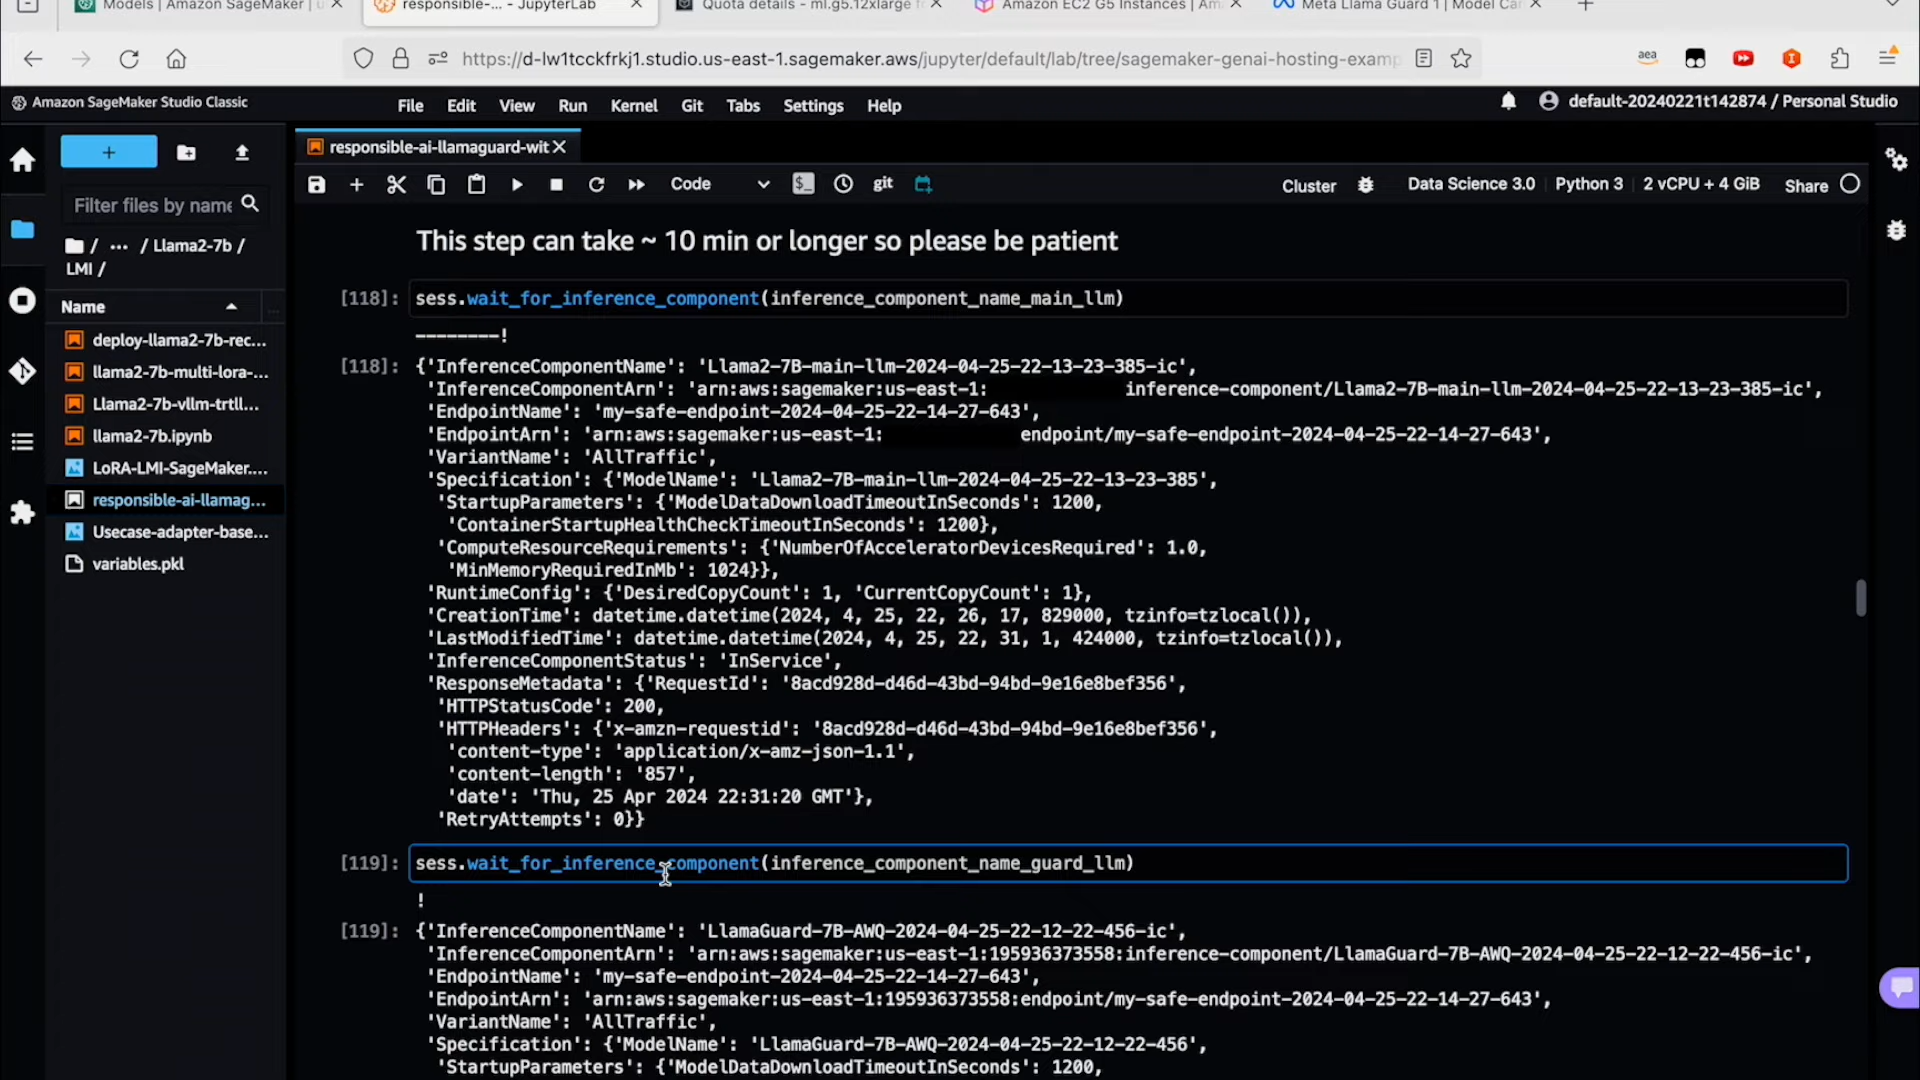 Models | Amazon SageMaker | u
responsible-... - JupyterLab
Quota details - ml.g5.12xlarge f
Amazon EC2 G5 Instances | Am
Meta Llama Guard 1 | Model Ca
https://d-lw1tcckfrkj1.studio.us-east-1.sagemaker.aws/jupyter/default/lab/tree/sagemaker-genai-hosting-examp
aea
Amazon SageMaker Studio Classic
File Edit View Run Kernel Git Tabs Settings Help
default-20240221t142874 / Personal Studio
+
Filter files by name
/ ... / Llama2-7b /
LMI /
Name
deploy-llama2-7b-rec...
llama2-7b-multi-lora-...
Llama2-7b-vllm-trtll...
llama2-7b.ipynb
LoRA-LMI-SageMaker....
responsible-ai-llamag...
Usecase-adapter-base...
variables.pkl
responsible-ai-llamaguard-wit
Code
git
Cluster
Data Science 3.0 | Python 3 | 2 vCPU + 4 GiB
Share
This step can take ~ 10 min or longer so please be patient
[118]: sess.wait_for_inference_component(inference_component_name_main_llm)
--------!
[118]: {'InferenceComponentName': 'Llama2-7B-main-llm-2024-04-25-22-13-23-385-ic',
'InferenceComponentArn': 'arn:aws:sagemaker:us-east-1: inference-component/Llama2-7B-main-llm-2024-04-25-22-13-23-385-ic',
'EndpointName': 'my-safe-endpoint-2024-04-25-22-14-27-643',
'EndpointArn': 'arn:aws:sagemaker:us-east-1: endpoint/my-safe-endpoint-2024-04-25-22-14-27-643',
'VariantName': 'AllTraffic',
'Specification': {'ModelName': 'Llama2-7B-main-llm-2024-04-25-22-13-23-385',
'StartupParameters': {'ModelDataDownloadTimeoutInSeconds': 1200,
'ContainerStartupHealthCheckTimeoutInSeconds': 1200},
'ComputeResourceRequirements': {'NumberOfAcceleratorDevicesRequired': 1.0,
'MinMemoryRequiredInMb': 1024}},
'RuntimeConfig': {'DesiredCopyCount': 1, 'CurrentCopyCount': 1},
'CreationTime': datetime.datetime(2024, 4, 25, 22, 26, 17, 829000, tzinfo=tzlocal()),
'LastModifiedTime': datetime.datetime(2024, 4, 25, 22, 31, 1, 424000, tzinfo=tzlocal()),
'InferenceComponentStatus': 'InService',
'ResponseMetadata': {'RequestId': '8acd928d-d46d-43bd-94bd-9e16e8bef356',
'HTTPStatusCode': 200,
'HTTPHeaders': {'x-amzn-requestid': '8acd928d-d46d-43bd-94bd-9e16e8bef356',
'content-type': 'application/x-amz-json-1.1',
'content-length': '857',
'date': 'Thu, 25 Apr 2024 22:31:20 GMT'},
'RetryAttempts': 0}}
[119]: sess.wait_for_inference_component(inference_component_name_guard_llm)
!
[119]: {'InferenceComponentName': 'LlamaGuard-7B-AWQ-2024-04-25-22-12-22-456-ic',
'InferenceComponentArn': 'arn:aws:sagemaker:us-east-1:195936373558:inference-component/LlamaGuard-7B-AWQ-2024-04-25-22-12-22-456-ic',
'EndpointName': 'my-safe-endpoint-2024-04-25-22-14-27-643',
'EndpointArn': 'arn:aws:sagemaker:us-east-1:195936373558:endpoint/my-safe-endpoint-2024-04-25-22-14-27-643',
'VariantName': 'AllTraffic',
'Specification': {'ModelName': 'LlamaGuard-7B-AWQ-2024-04-25-22-12-22-456',
'StartupParameters': {'ModelDataDownloadTimeoutInSeconds': 1200,